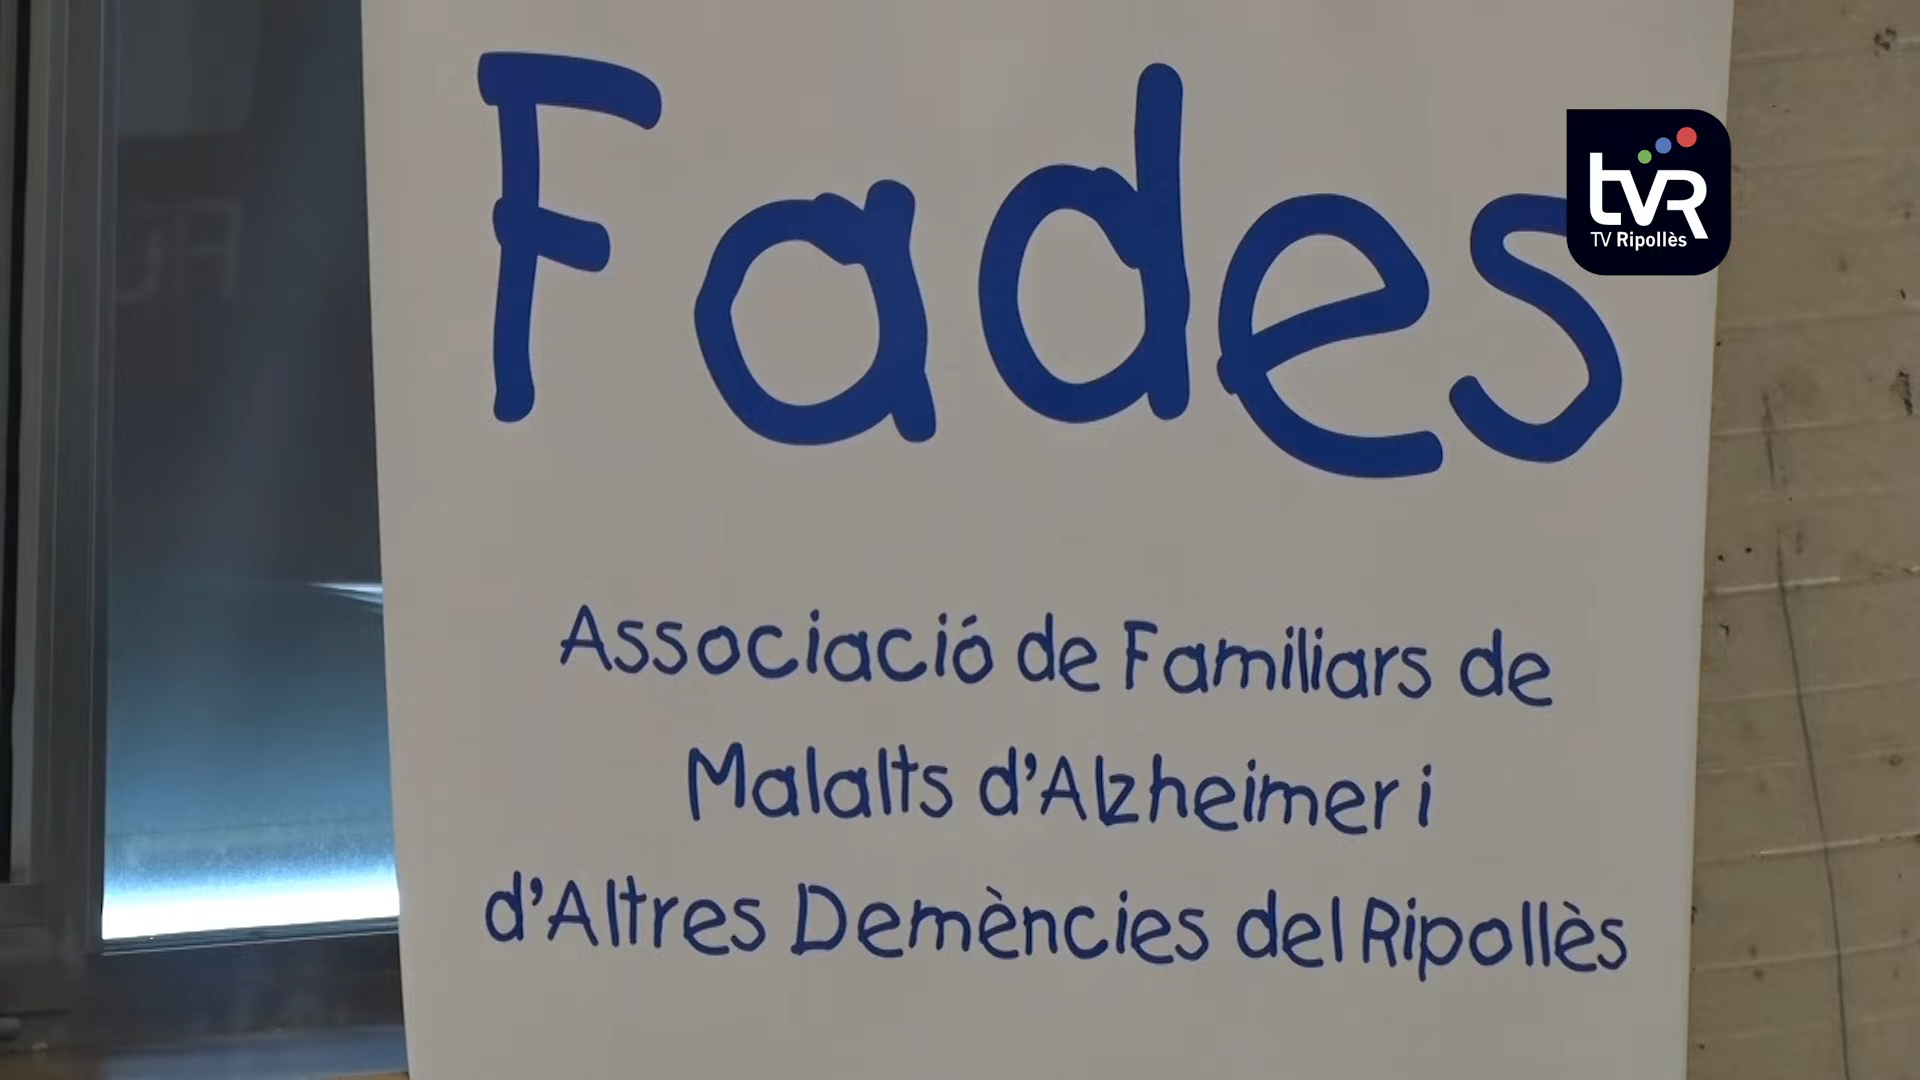 Fades
tvR
TV Ripollès
Associació de Familiars de
Malalts d'Alzheimer i
d'Altres Demències del Ripollès